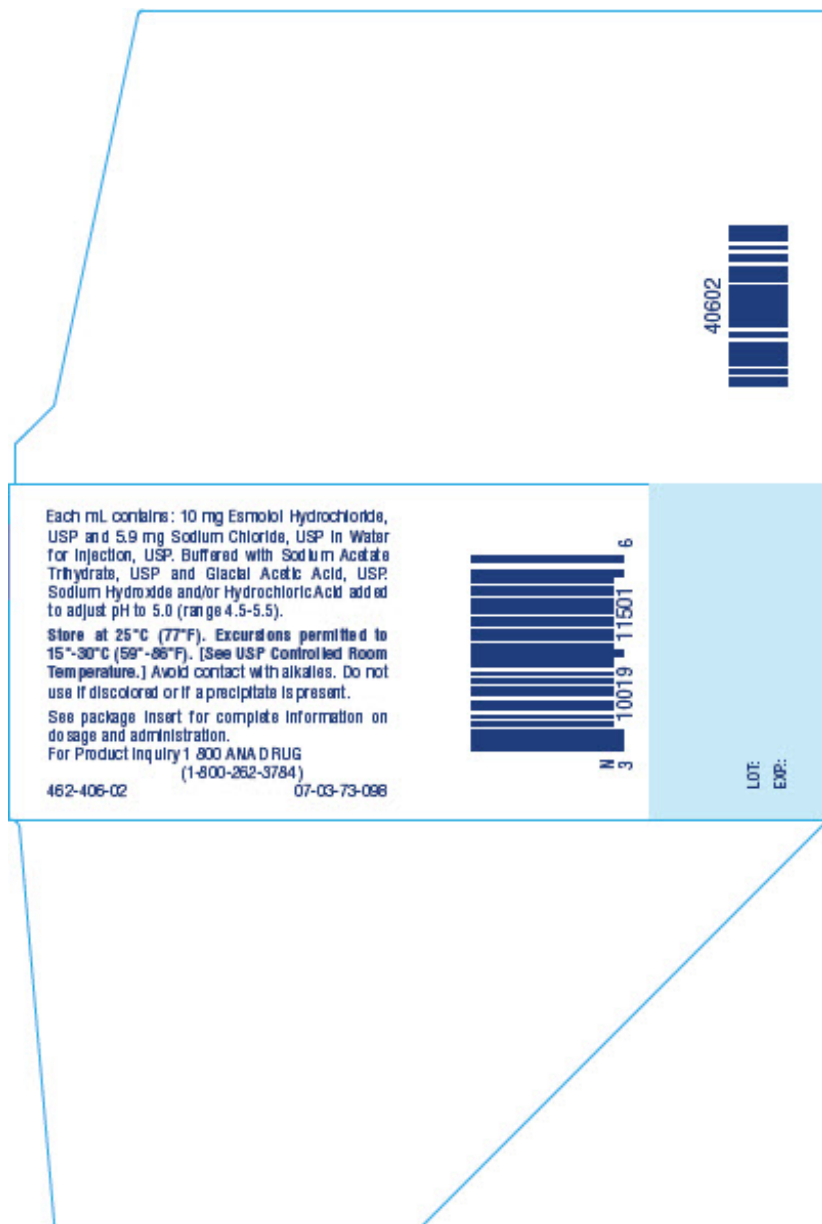 40602
Each mL contains: 10 mg Esmolol Hydrochloride,
USP and 5.9 mg Sodium Chloride, USP in Water
for Injection, USP. Buffered with Sodium Acetate
Trihydrate, USP and Glacial Acetic Acid, USP.
Sodium Hydroxide and/or Hydrochloric Acid added
to adjust pH to 5.0 (range 4.5-5.5).
Store at 25°C (77°F). Excursions permitted to
15°-30°C (59°-86°F). [See USP Controlled Room
Temperature.] Avoid contact with alkalies. Do not
use if discolored or if a precipitate is present.
See package insert for complete information on
dosage and administration.
For Product Inquiry 1 800 ANA DRUG
(1-800-262-3784)
462-406-02 07-03-73-098
N
3 10019 11501 6
LOT:
EXP.: